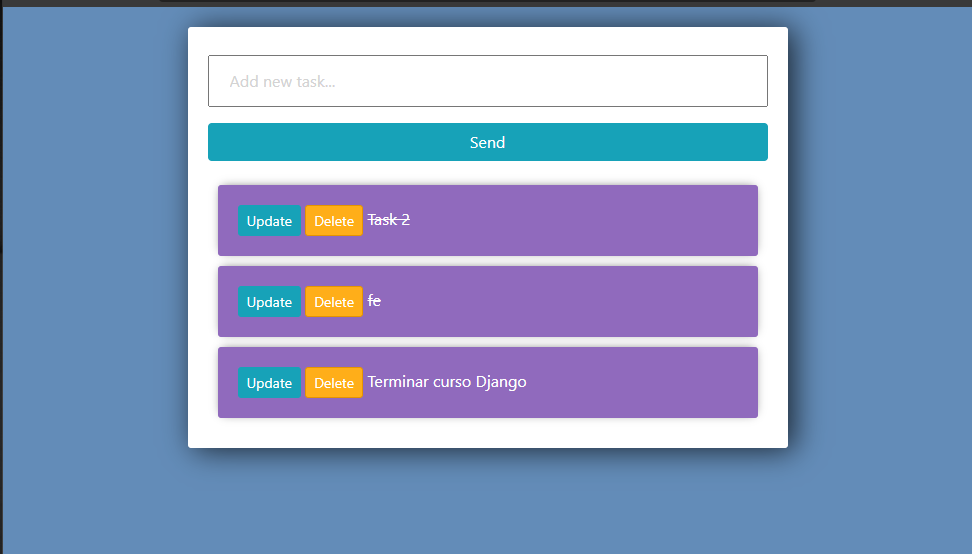 Add new task...
Send
Update Delete Task 2
Update Delete fe
Update Delete Terminar curso Django